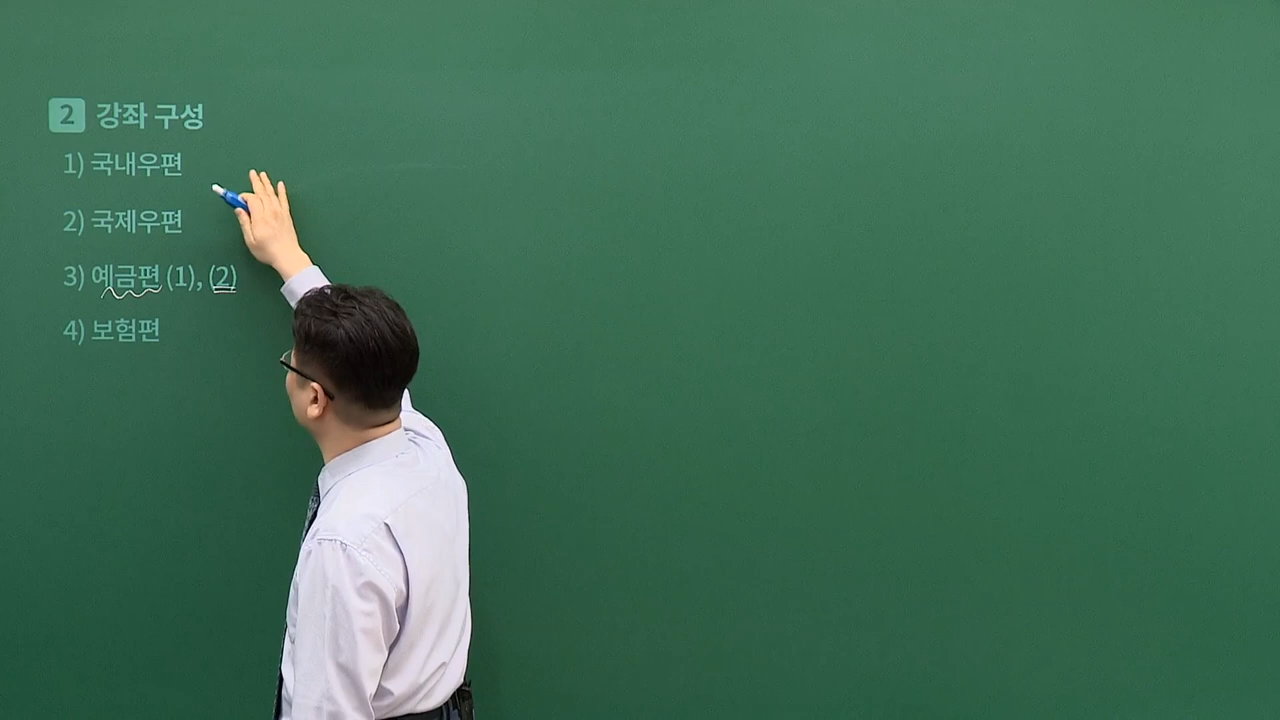 2 강좌 구성
1) 국내우편
2) 국제우편
3) 예금편 (1), (2)
4) 보험편